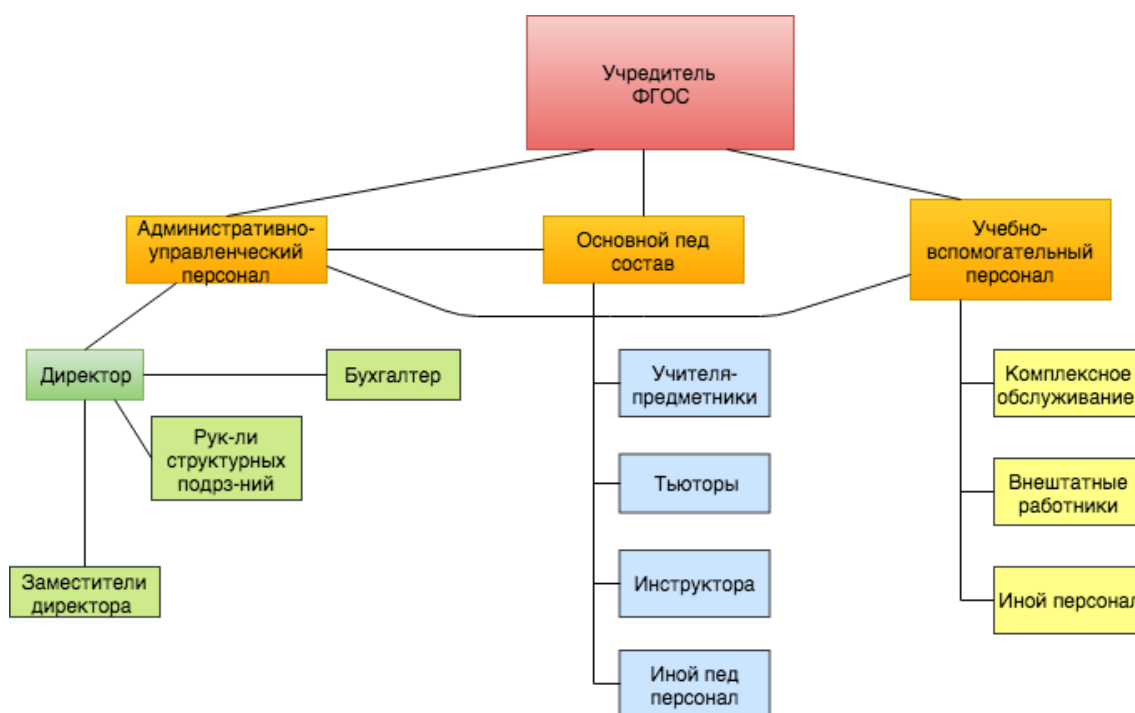 Учредитель
ФГОС
Административно-
управленческий
персонал
Основной пед
состав
Учебно-
вспомогательный
персонал
Директор
Бухгалтер
Рук-ли
структурных
подрз-ний
Заместители
директора
Учителя-
предметники
Тьюторы
Инструктора
Иной пед
персонал
Комплексное
обслуживание
Внештатные
работники
Иной персонал